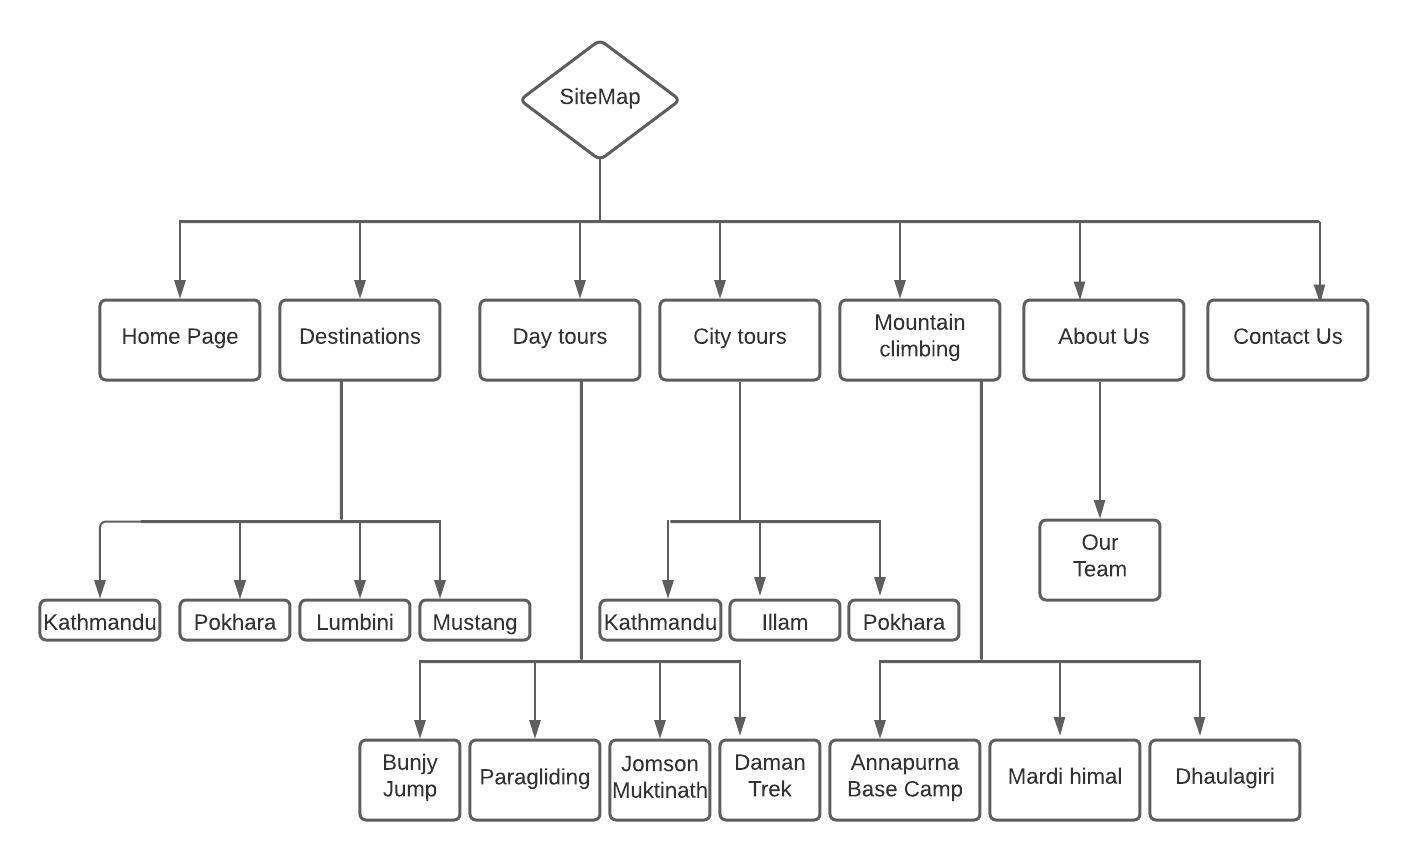 SiteMap
Home Page
Destinations
Day tours
City tours
Mountain
climbing
About Us
Contact Us
Our
Team
Kathmandu
Pokhara
Lumbini
Mustang
Kathmandu
Illam
Pokhara
Bunjy
Jump
Paragliding
Jomson
Muktinath
Daman
Trek
Annapurna
Base Camp
Mardi himal
Dhaulagiri